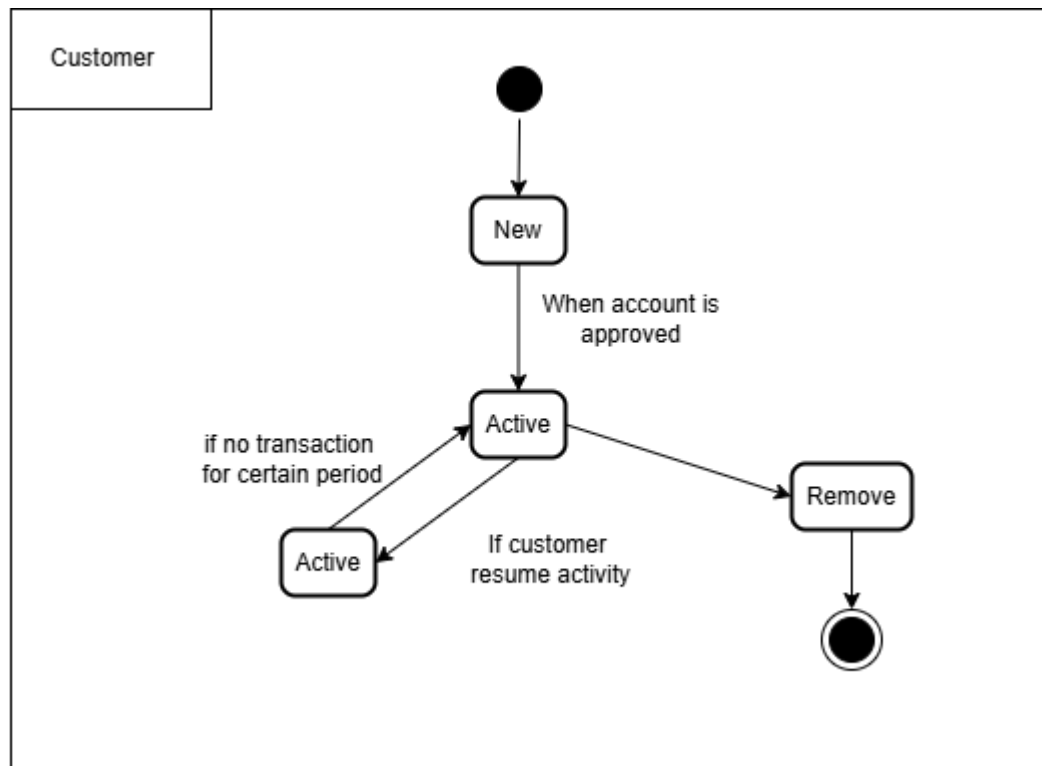 Customer
New
When account is
approved
Active
if no transaction
for certain period
Remove
Active
If customer
resume activity